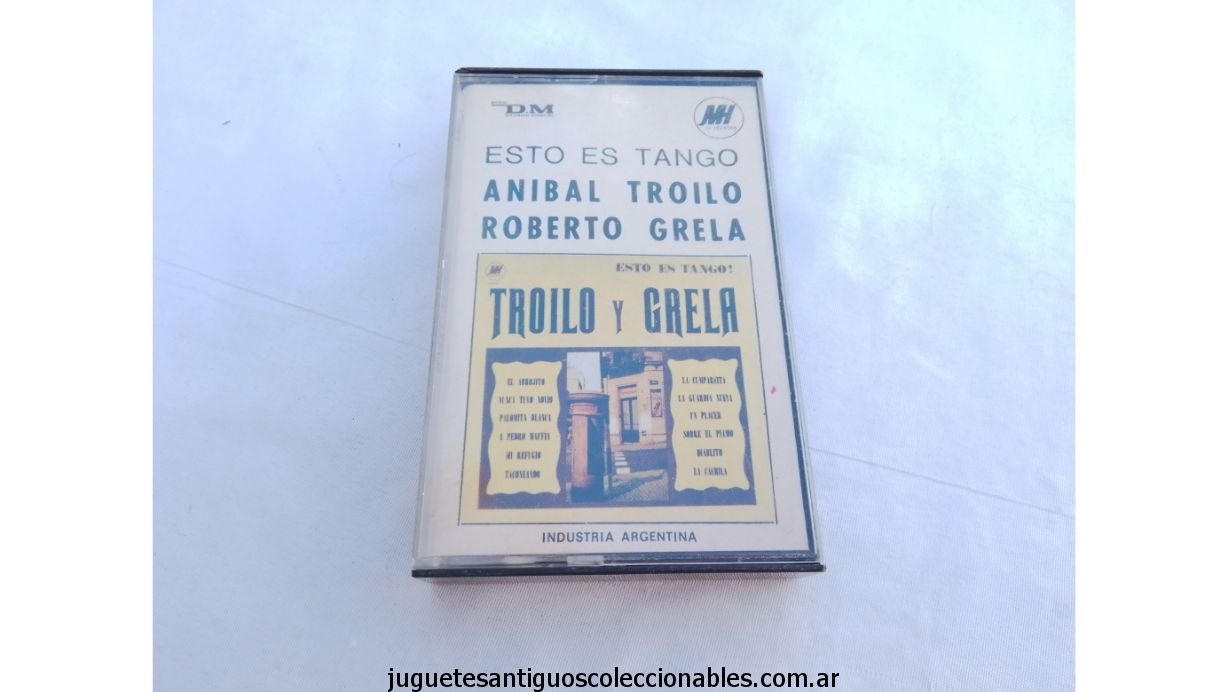 D.M
MH
ESTO ES TANGO
ANIBAL TROILO
ROBERTO GRELA
MH
ESTO ES TANGO!
TROILO Y GRELA
EL ABROJITO
NUNCA TUVO NOVIO
PALOMITA BLANCA
A PEDRO MAFFIA
MI REFUGIO
TACONEANDO
LA CUMPARSITA
LA GUARDIA NUEVA
UN PLACER
SOBRE EL PUCHO
DIABLITO
LA CACHILA
INDUSTRIA ARGENTINA
juguetesantiguoscoleccionables.com.ar